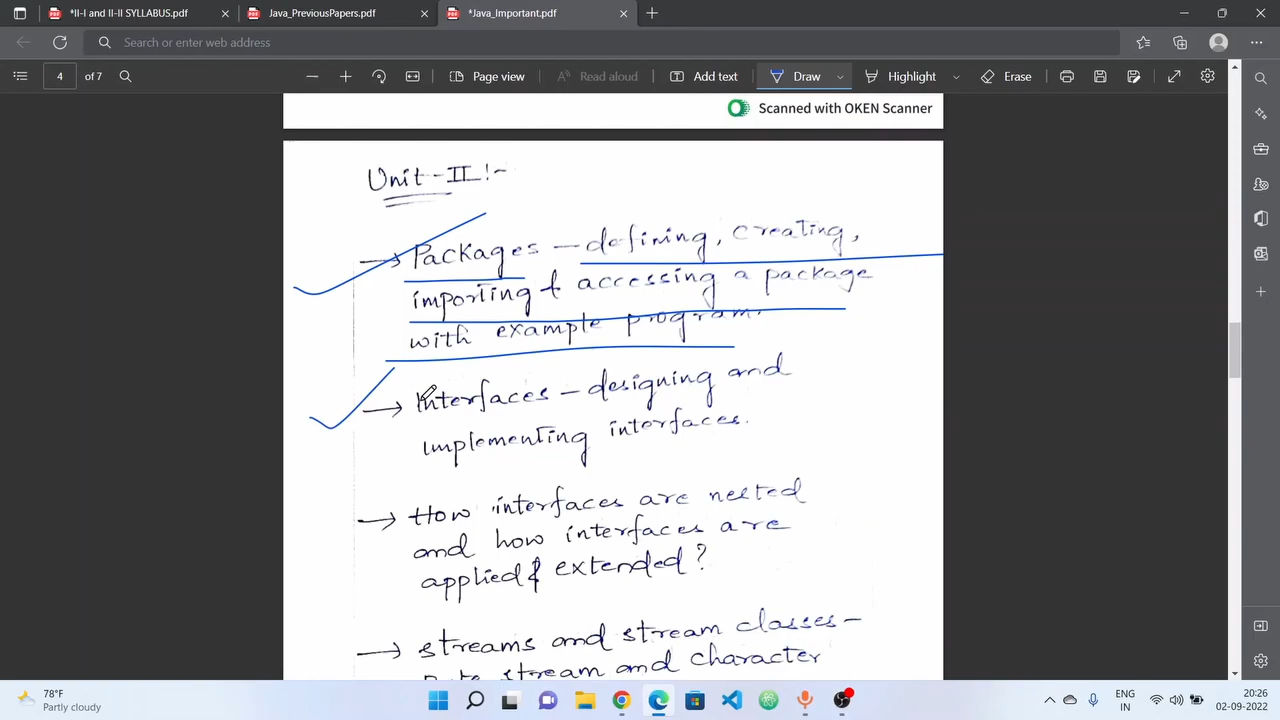 *II-I and II-II SYLLABUS.pdf
Java_PreviousPapers.pdf
*Java_Important.pdf
Search or enter web address
4 of 7
Page view
Read aloud
Add text
Draw
Highlight
Erase
Scanned with OKEN Scanner
Unit-II:-
→ Packages - defining, creating,
importing & accessing a package
with example program.
→ Interfaces - designing and
implementing interfaces.
→ How interfaces are nested
and how interfaces are
applied & extended?
→ streams and stream classes-
stream and character
78°F
Partly cloudy
ENG
IN
20:26
02-09-2022